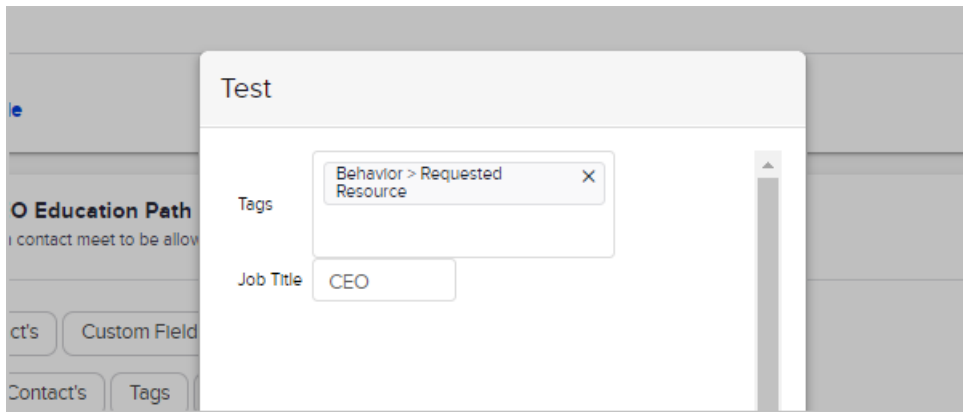 Test
le
Behavior > Requested
Resource
Tags
O Education Path
contact meet to be allow
Job Title
CEO
ct's
Custom Field
Contact's
Tags